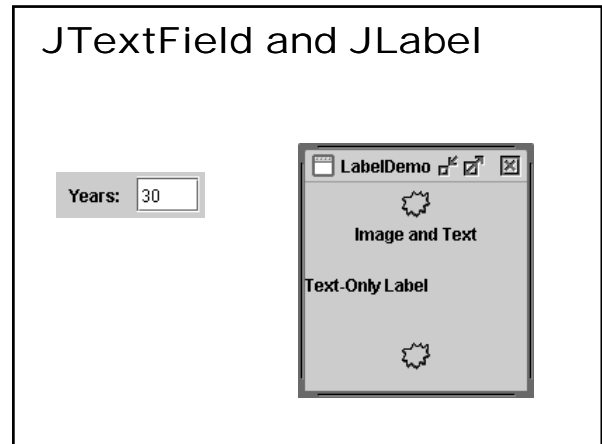 JTextField and JLabel
Years: 30
LabelDemo
Image and Text
Text-Only Label